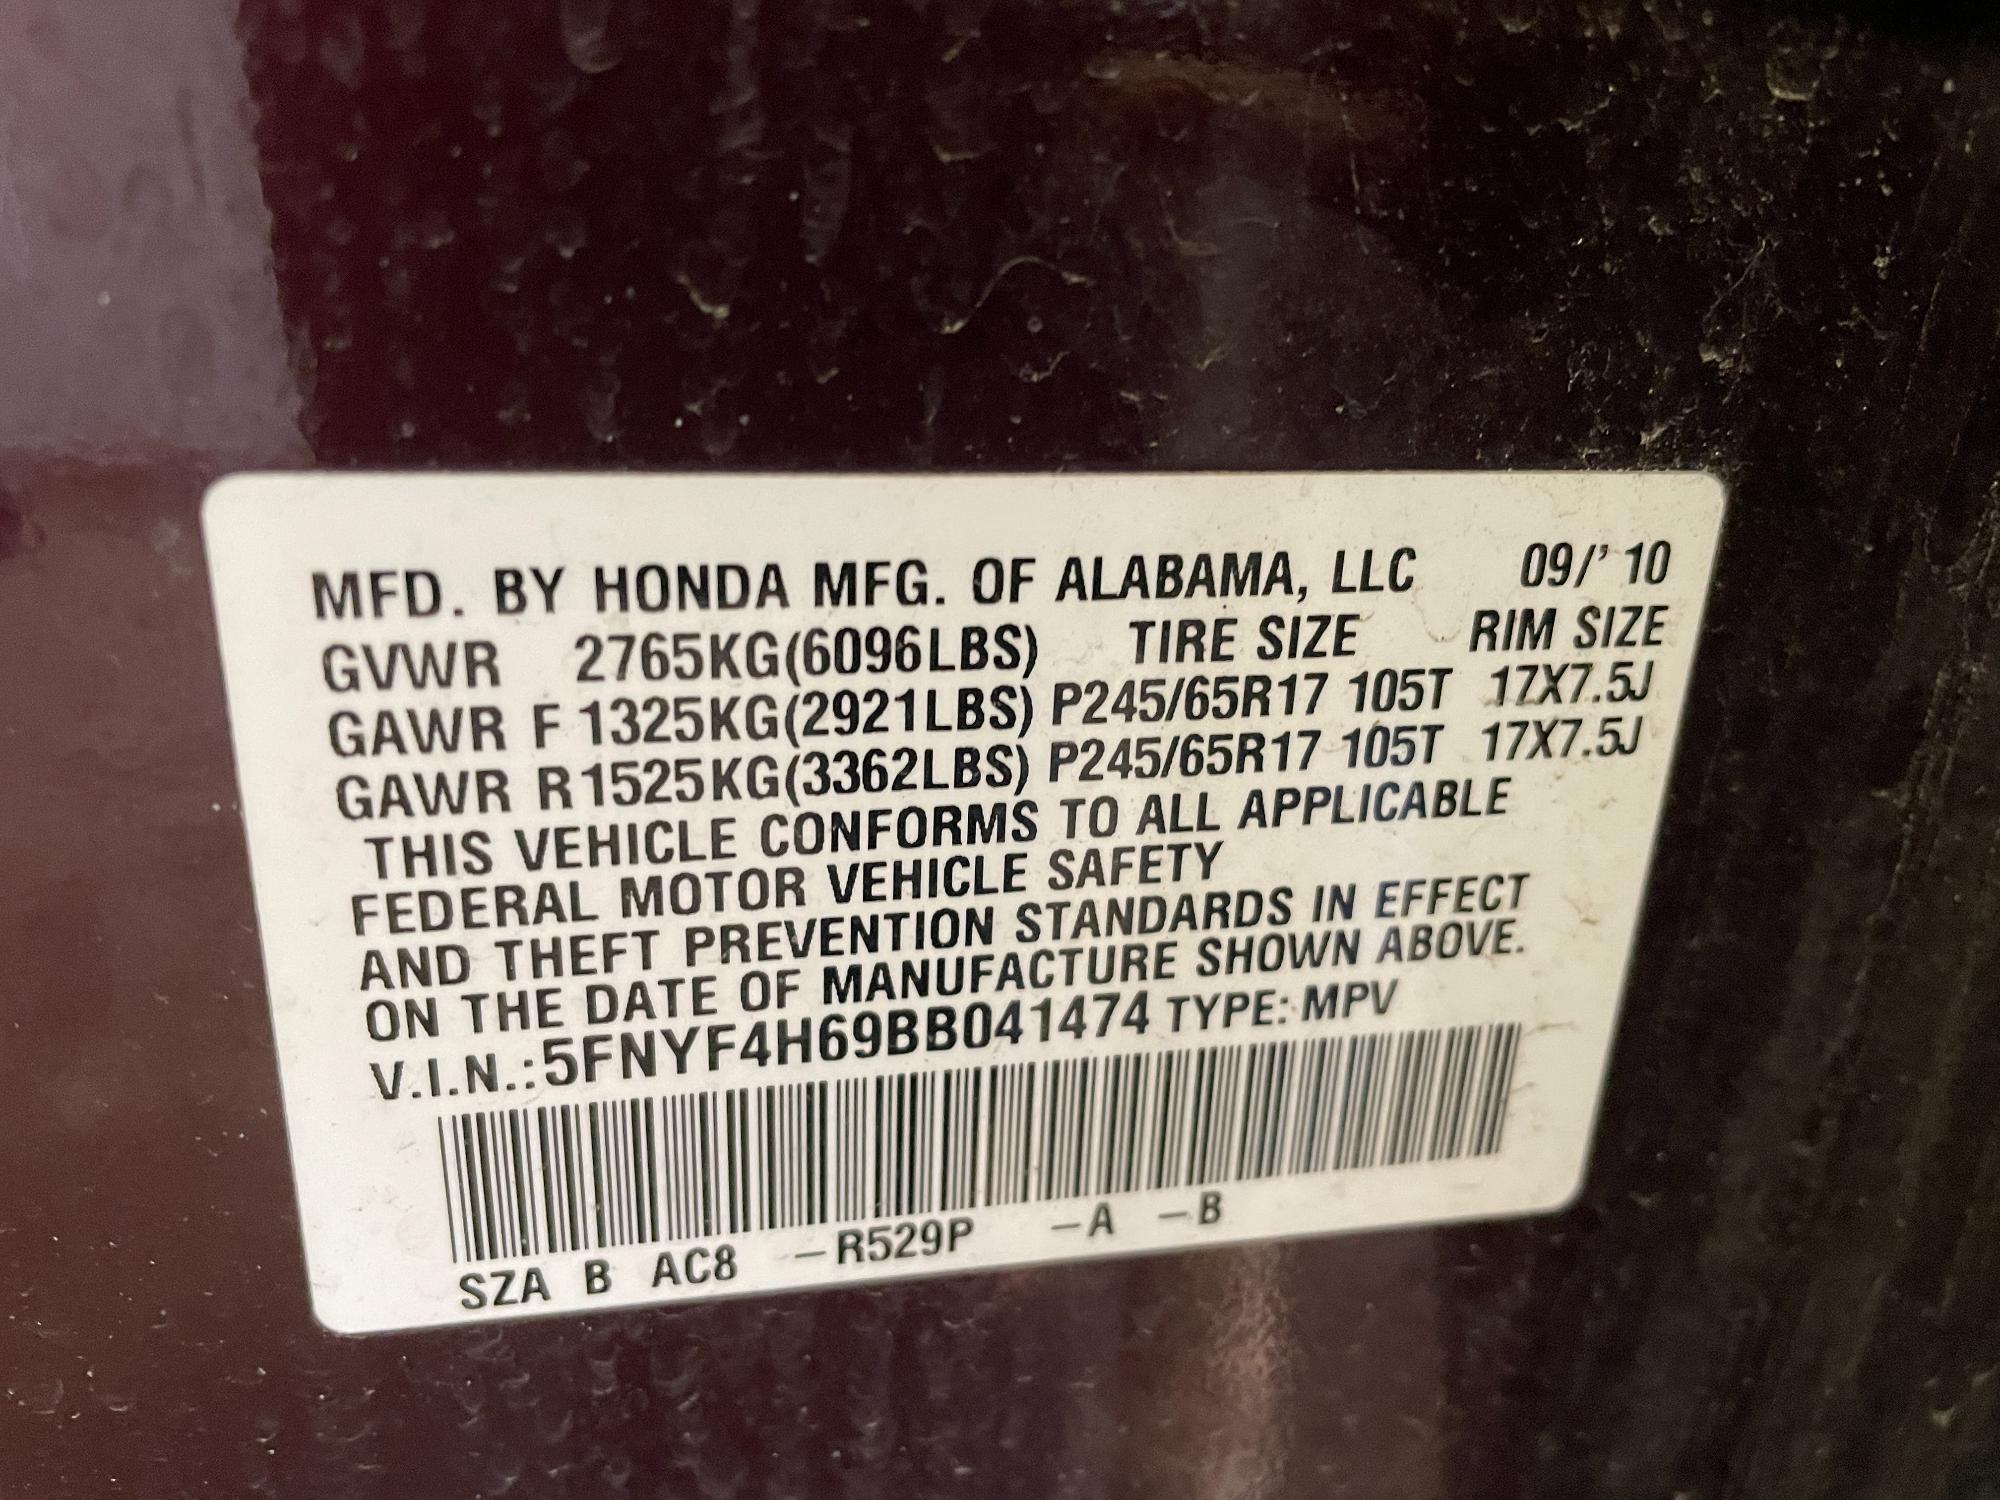 MFD. BY HONDA MFG. OF ALABAMA, LLC 09/'10
GVWR 2765KG(6096LBS) TIRE SIZE RIM SIZE
GAWR F 1325KG(2921LBS) P245/65R17 105T 17X7.5J
GAWR R 1525KG(3362LBS) P245/65R17 105T 17X7.5J
THIS VEHICLE CONFORMS TO ALL APPLICABLE
FEDERAL MOTOR VEHICLE SAFETY
AND THEFT PREVENTION STANDARDS IN EFFECT
ON THE DATE OF MANUFACTURE SHOWN ABOVE.
V.I.N.:5FNYF4H69BB041474 TYPE: MPV
SZA B AC8 –R529P –A –B